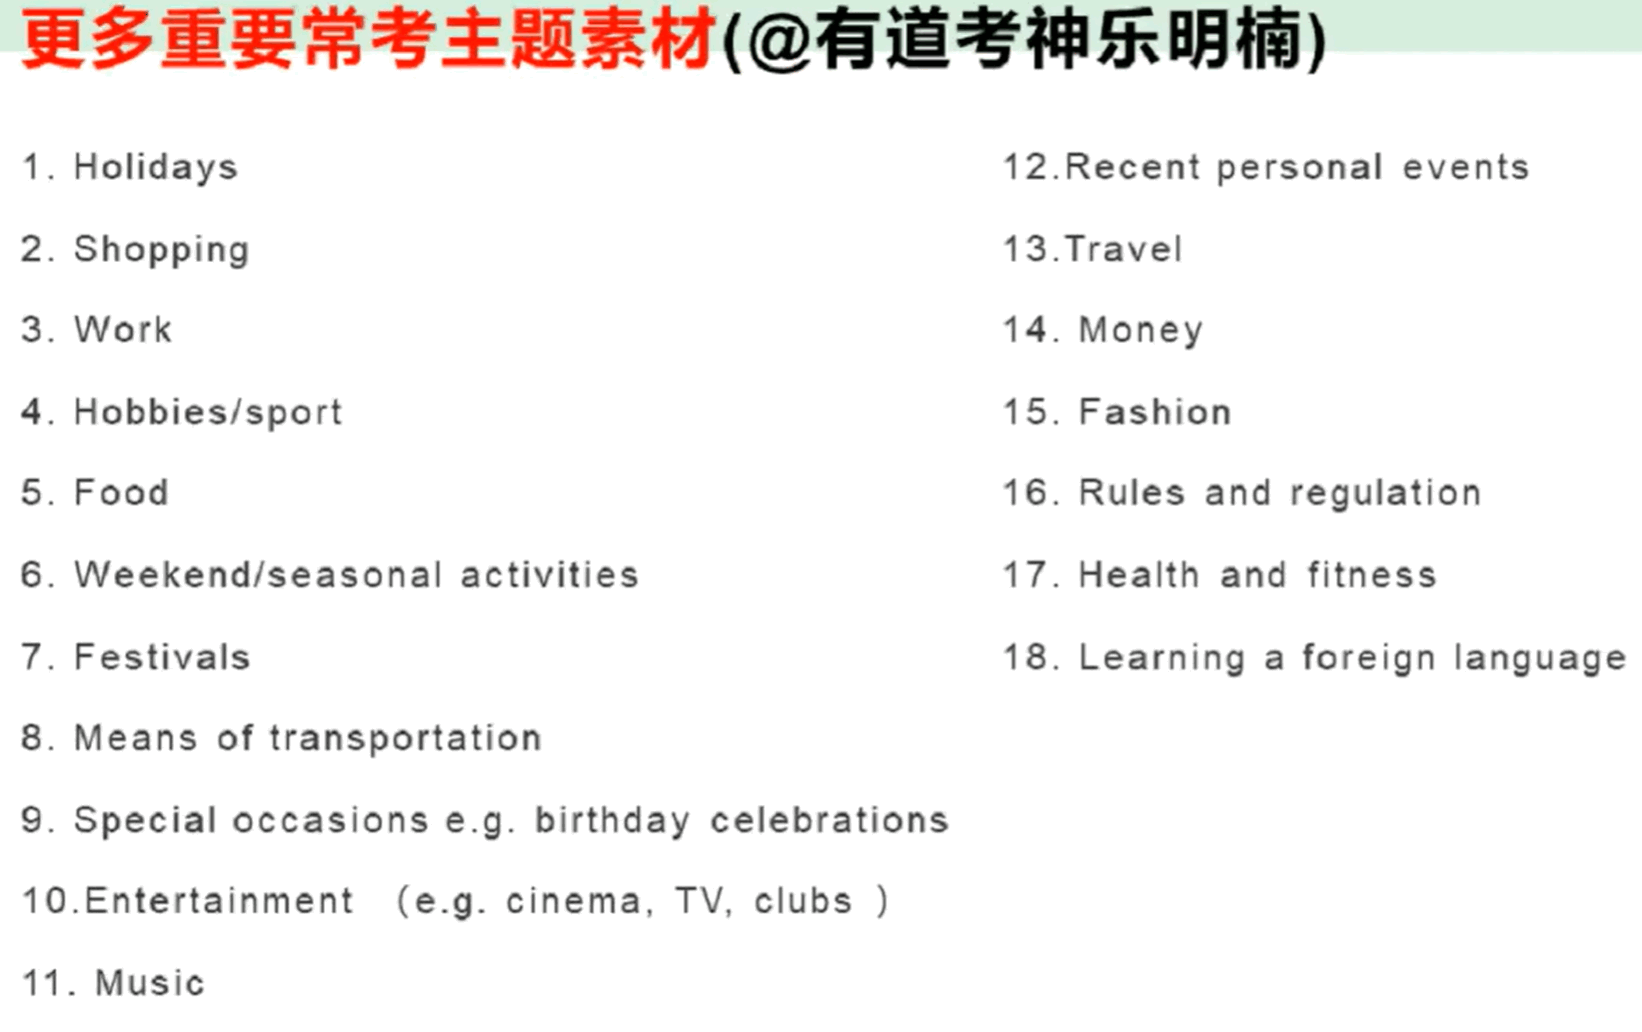 更多重要常考主题素材(@有道考神乐明楠)
1. Holidays
2. Shopping
3. Work
4. Hobbies/sport
5. Food
6. Weekend/seasonal activities
7. Festivals
8. Means of transportation
9. Special occasions e.g. birthday celebrations
10.Entertainment （e.g. cinema, TV, clubs ）
11. Music
12.Recent personal events
13.Travel
14. Money
15. Fashion
16. Rules and regulation
17. Health and fitness
18. Learning a foreign language